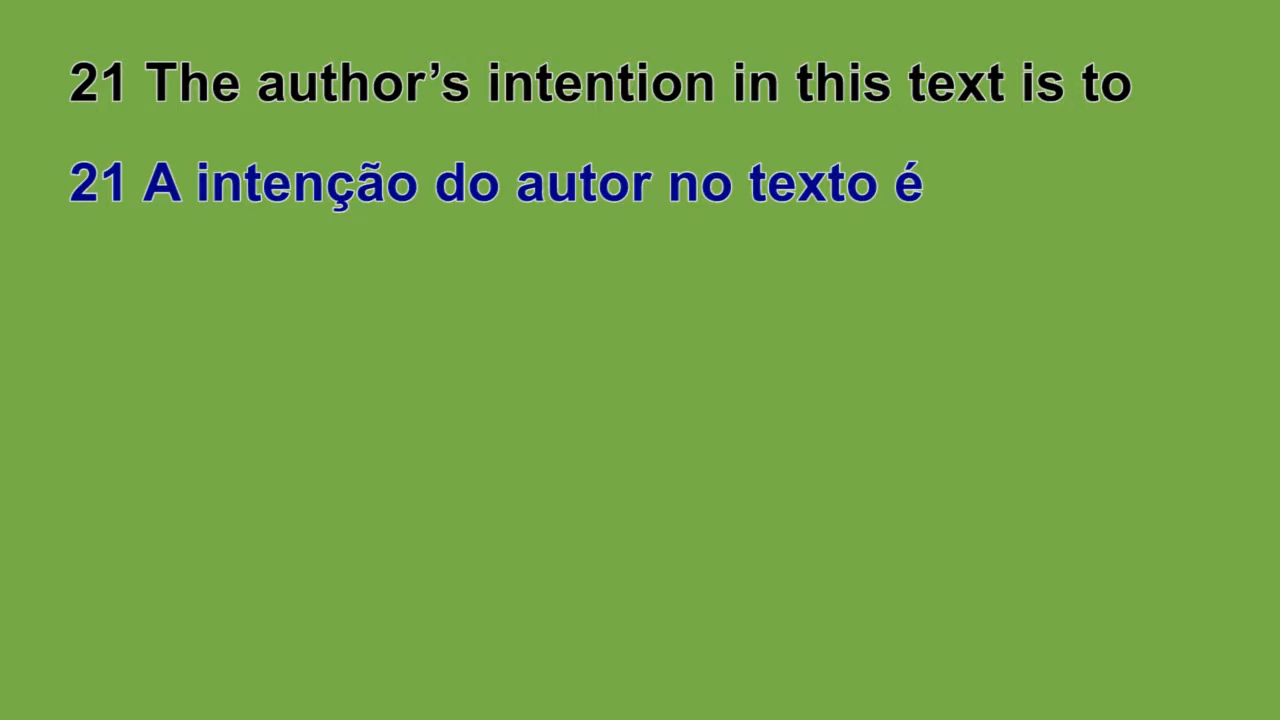 21 The author’s intention in this text is to
21 A intenção do autor no texto é